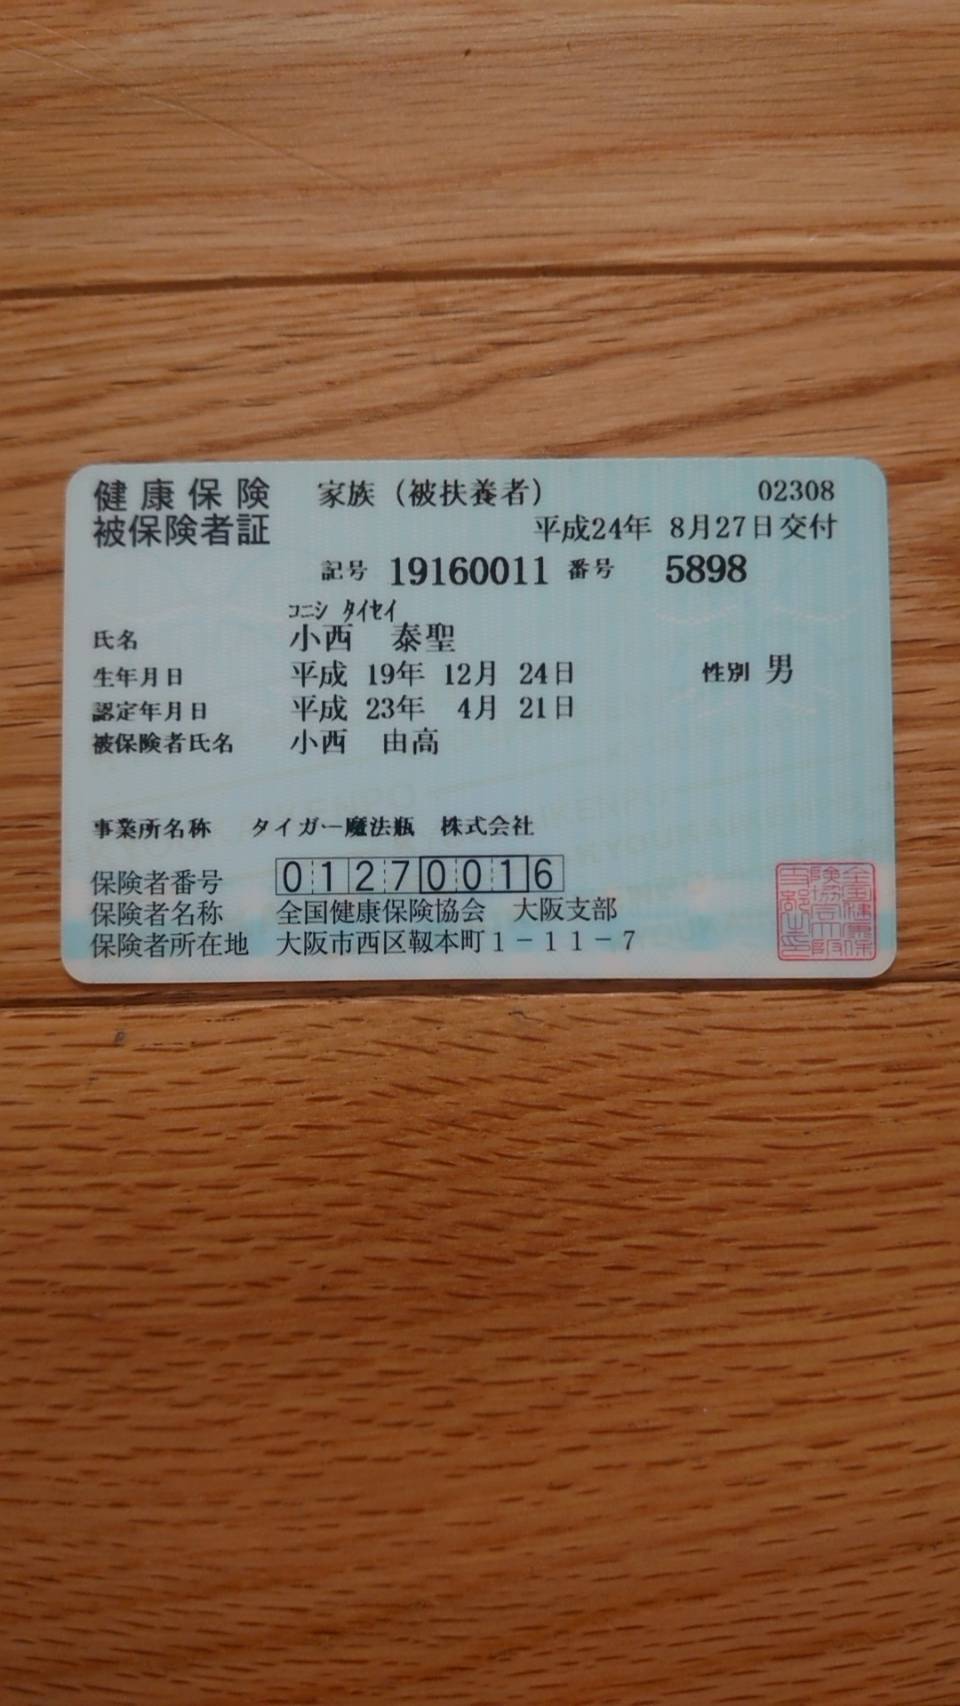 健康保険 家族(被扶養者) 02308
被保険者証 平成24年 8月27日交付
記号 19160011 番号 5898
コニシ タイセイ
氏名 小西 泰聖
生年月日 平成 19年 12月 24日 性別 男
認定年月日 平成 23年 4月 21日
被保険者氏名 小西 由高
事業所名称 タイガー魔法瓶 株式会社
保険者番号 01270016
保険者名称 全国健康保険協会 大阪支部
保険者所在地 大阪市西区靱本町1-11-7